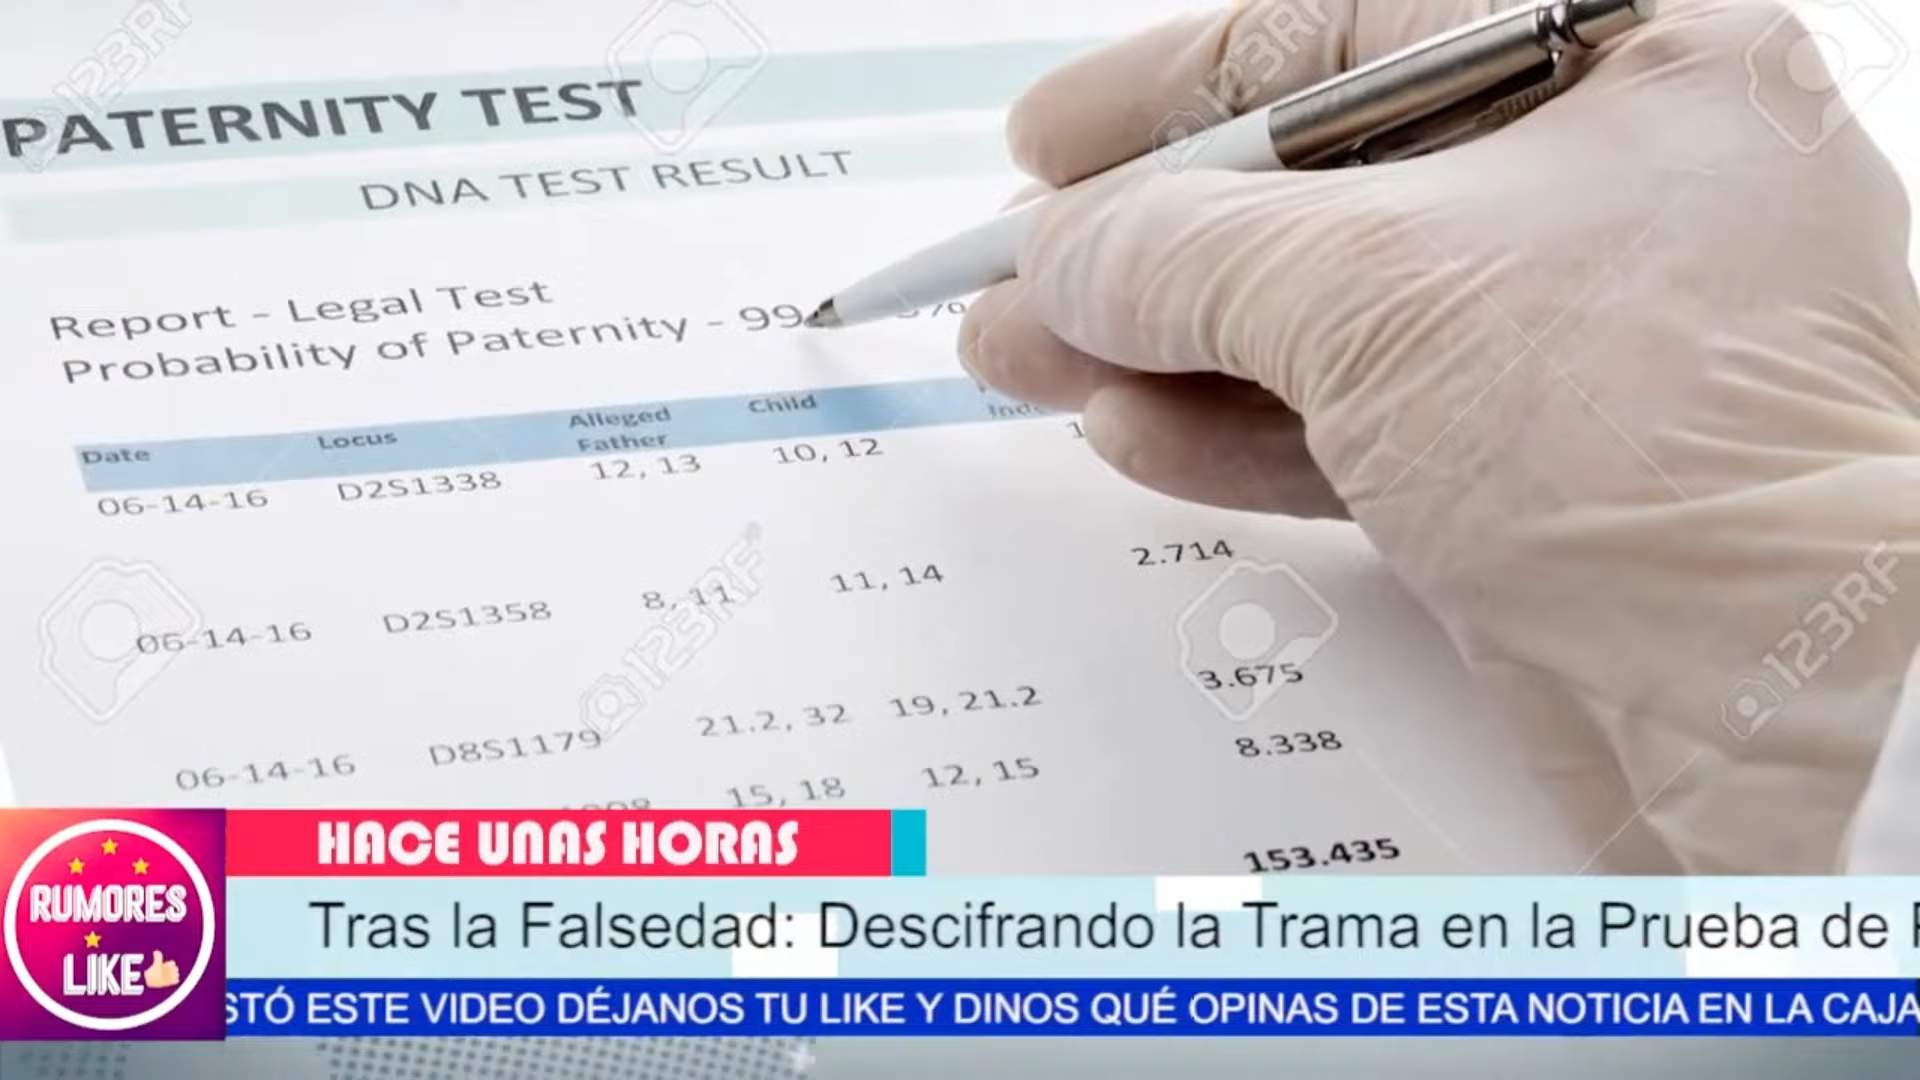 PATERNITY TEST
DNA TEST RESULT
Report - Legal Test
Probability of Paternity - 99
Date Locus Alleged Father Child
06-14-16 D2S1338 12, 13 10, 12
06-14-16 D2S1358 8, 11 11, 14 2.714
06-14-16 D8S1179 21.2, 32 19, 21.2 3.675
15, 18 12, 15 8.338
153.435
123RF
123RF
123RF
123RF
HACE UNAS HORAS
Tras la Falsedad: Descifrando la Trama en la Prueba de
STÓ ESTE VIDEO DÉJANOS TU LIKE Y DINOS QUÉ OPINAS DE ESTA NOTICIA EN LA CAJA
RUMORES
LIKE